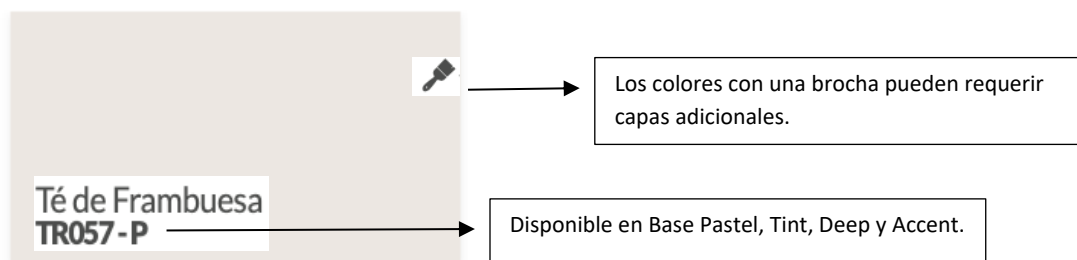 Los colores con una brocha pueden requerir
capas adicionales.
Té de Frambuesa
TR057 - P
Disponible en Base Pastel, Tint, Deep y Accent.